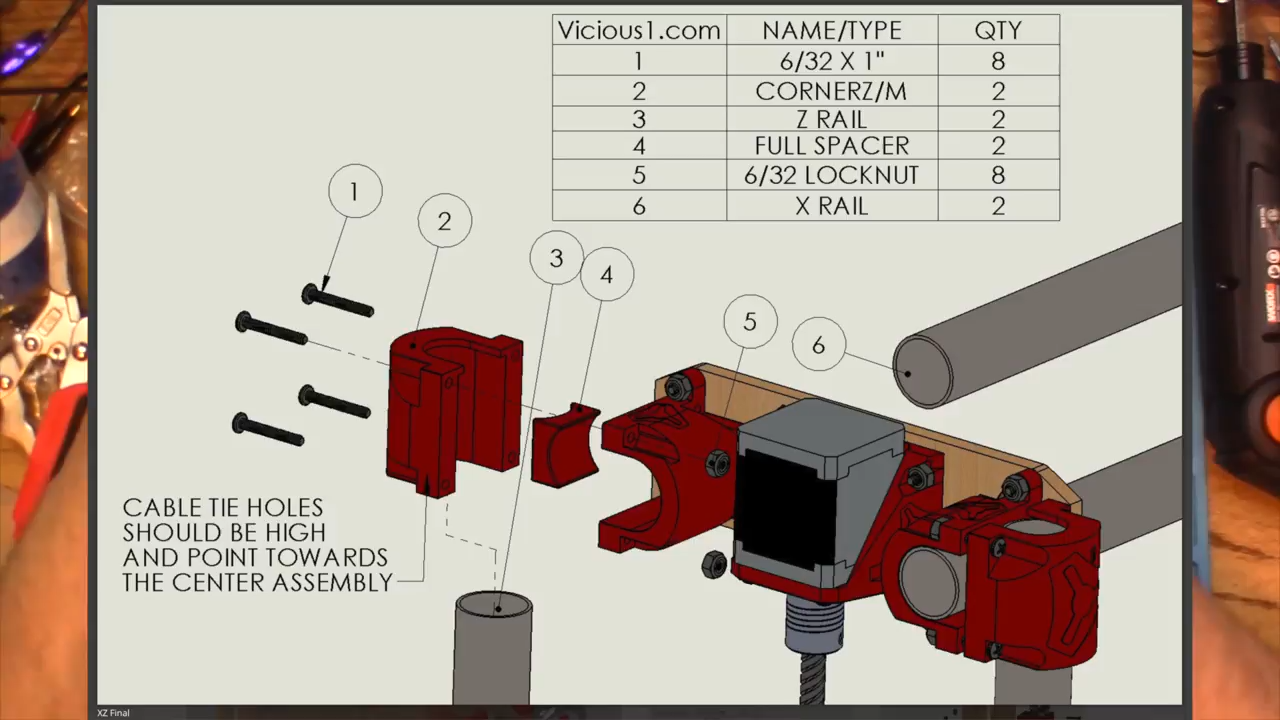 Vicious1.com NAME/TYPE QTY
1 6/32 X 1" 8
2 CORNERZ/M 2
3 Z RAIL 2
4 FULL SPACER 2
5 6/32 LOCKNUT 8
6 X RAIL 2
1
2
3
4
5
6
CABLE TIE HOLES
SHOULD BE HIGH
AND POINT TOWARDS
THE CENTER ASSEMBLY
XZ Final